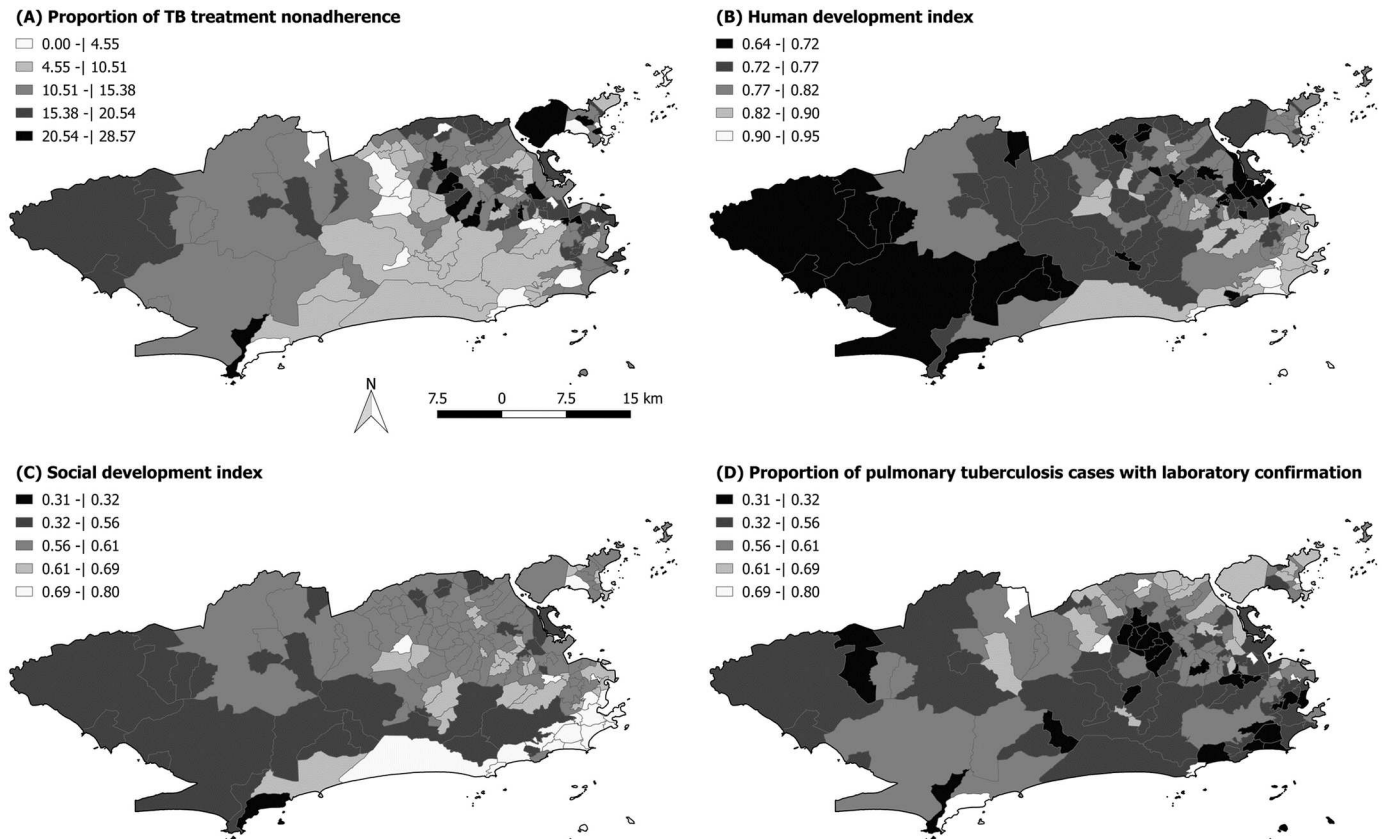 (A) Proportion of TB treatment nonadherence
0.00 -| 4.55
4.55 -| 10.51
10.51 -| 15.38
15.38 -| 20.54
20.54 -| 28.57
(B) Human development index
0.64 -| 0.72
0.72 -| 0.77
0.77 -| 0.82
0.82 -| 0.90
0.90 -| 0.95
N
7.5 0 7.5 15 km
(C) Social development index
0.31 -| 0.32
0.32 -| 0.56
0.56 -| 0.61
0.61 -| 0.69
0.69 -| 0.80
(D) Proportion of pulmonary tuberculosis cases with laboratory confirmation
0.31 -| 0.32
0.32 -| 0.56
0.56 -| 0.61
0.61 -| 0.69
0.69 -| 0.80